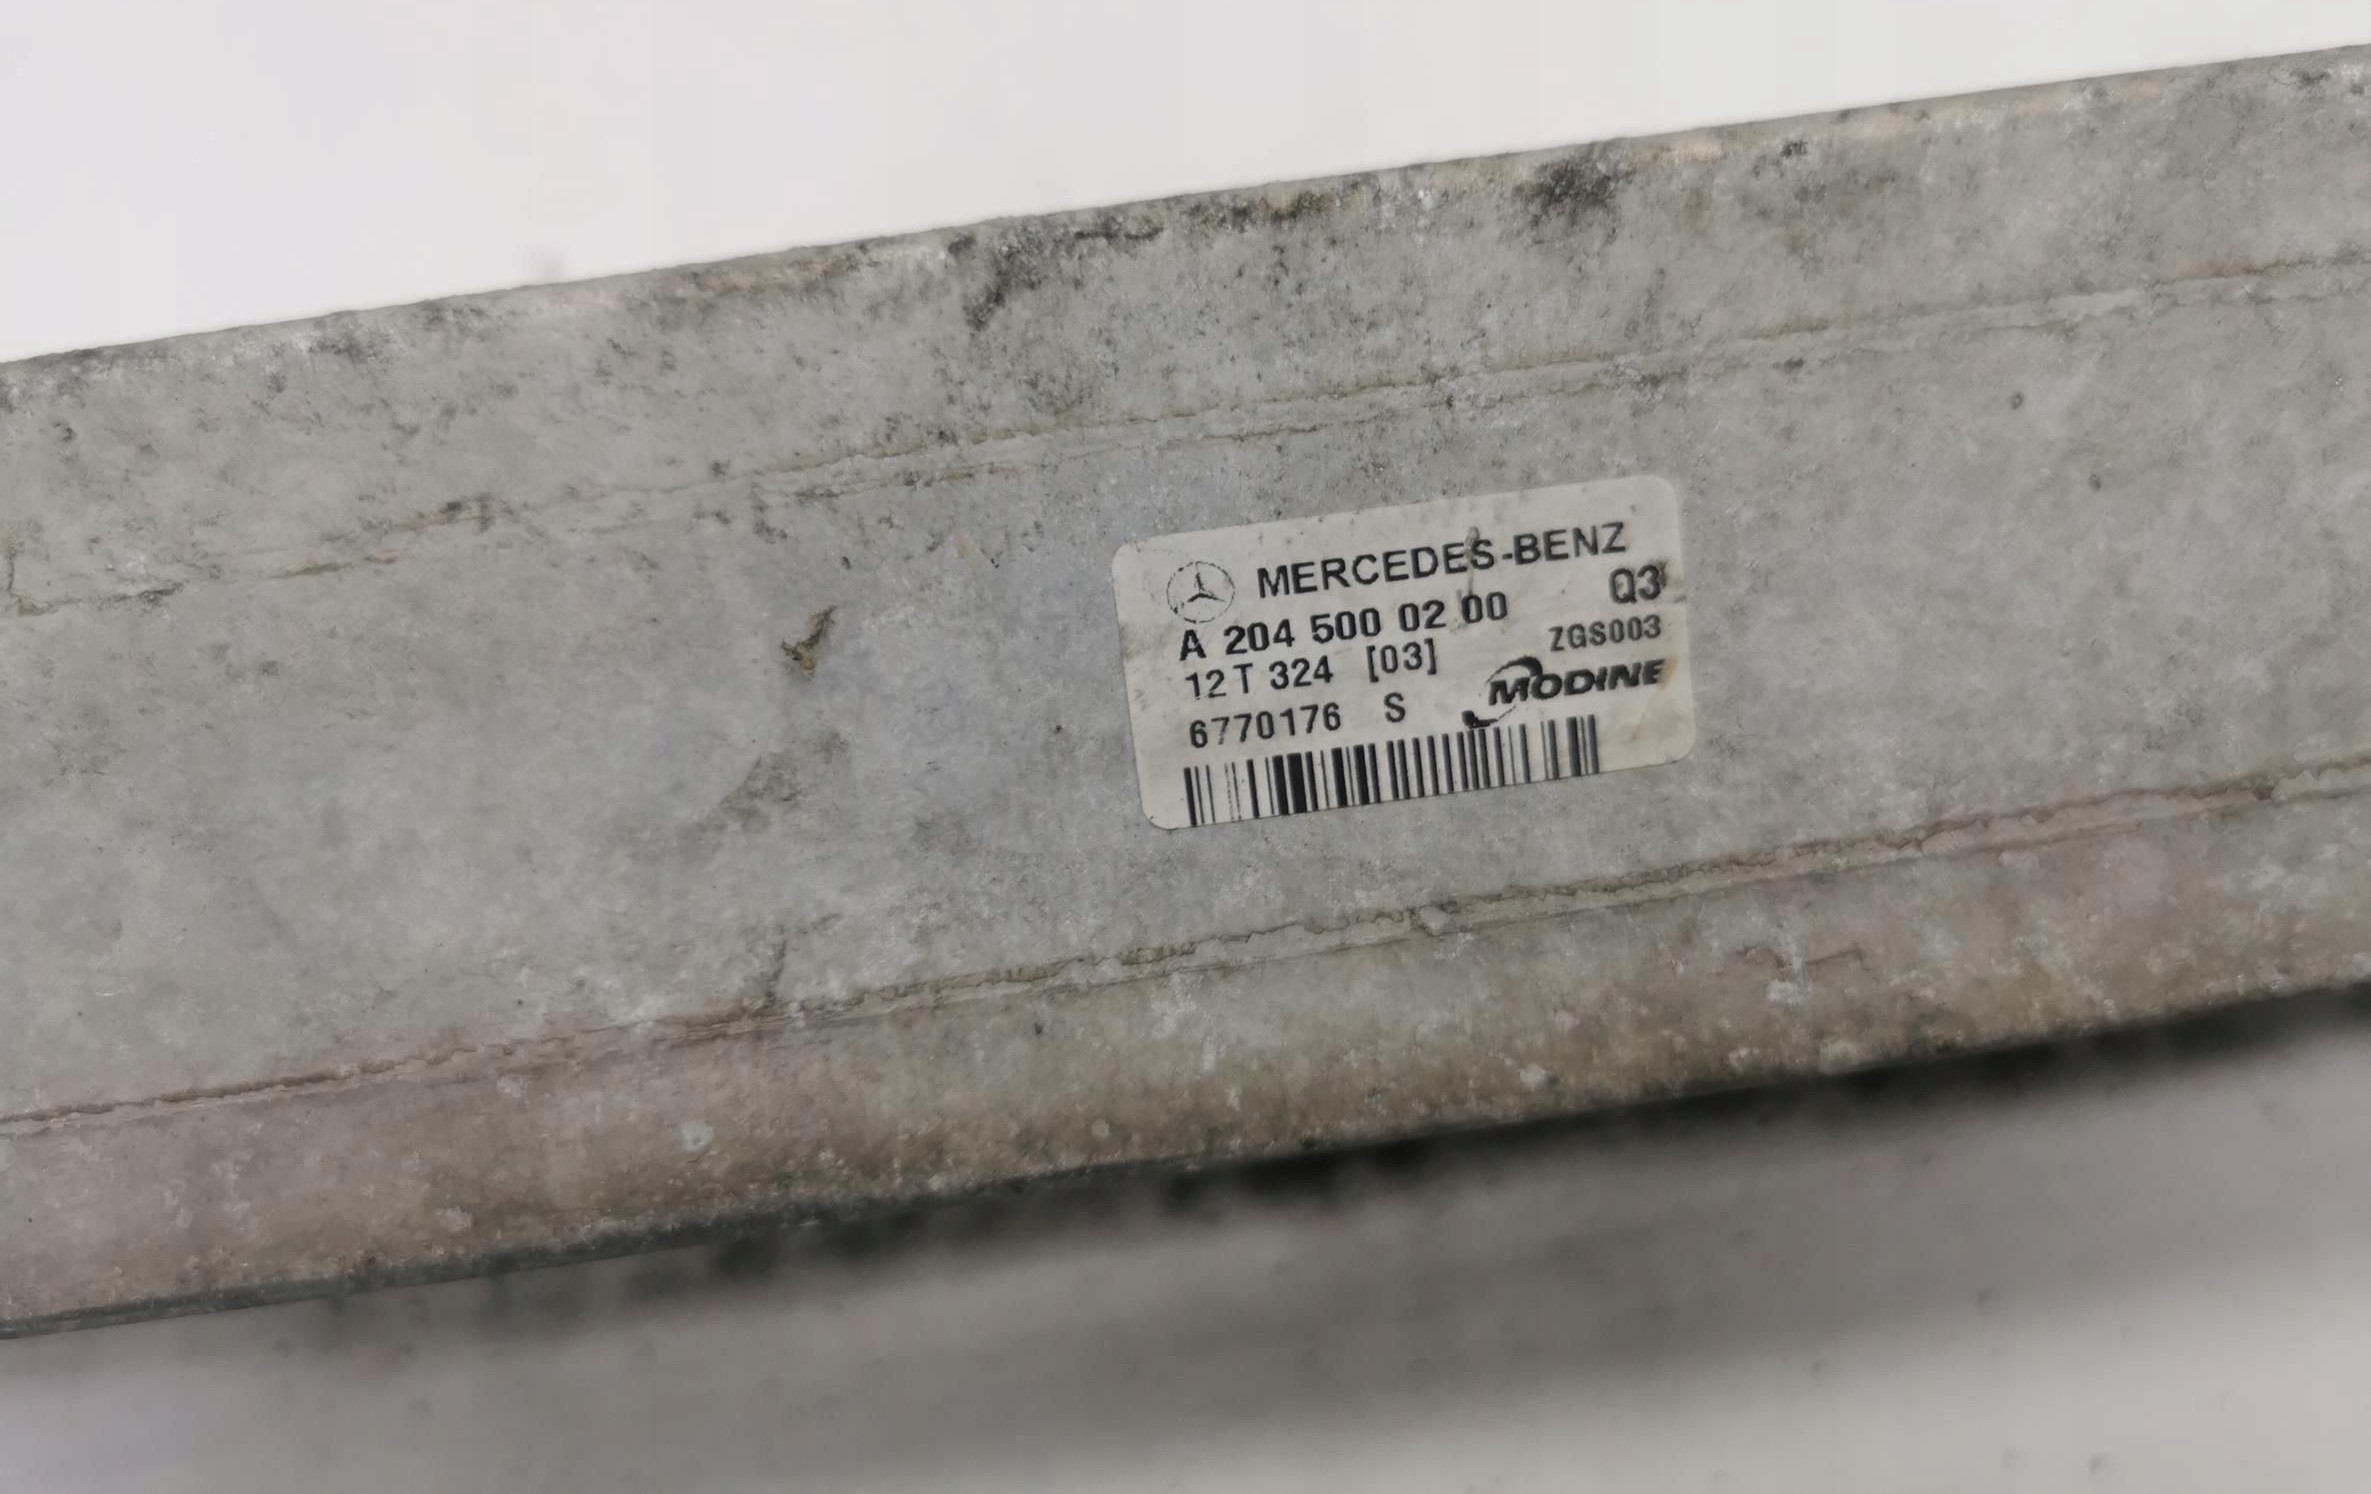 MERCEDES-BENZ
A 204 500 02 00 Q3
12 T 324 [03] ZGS003
6770176 S MODINE